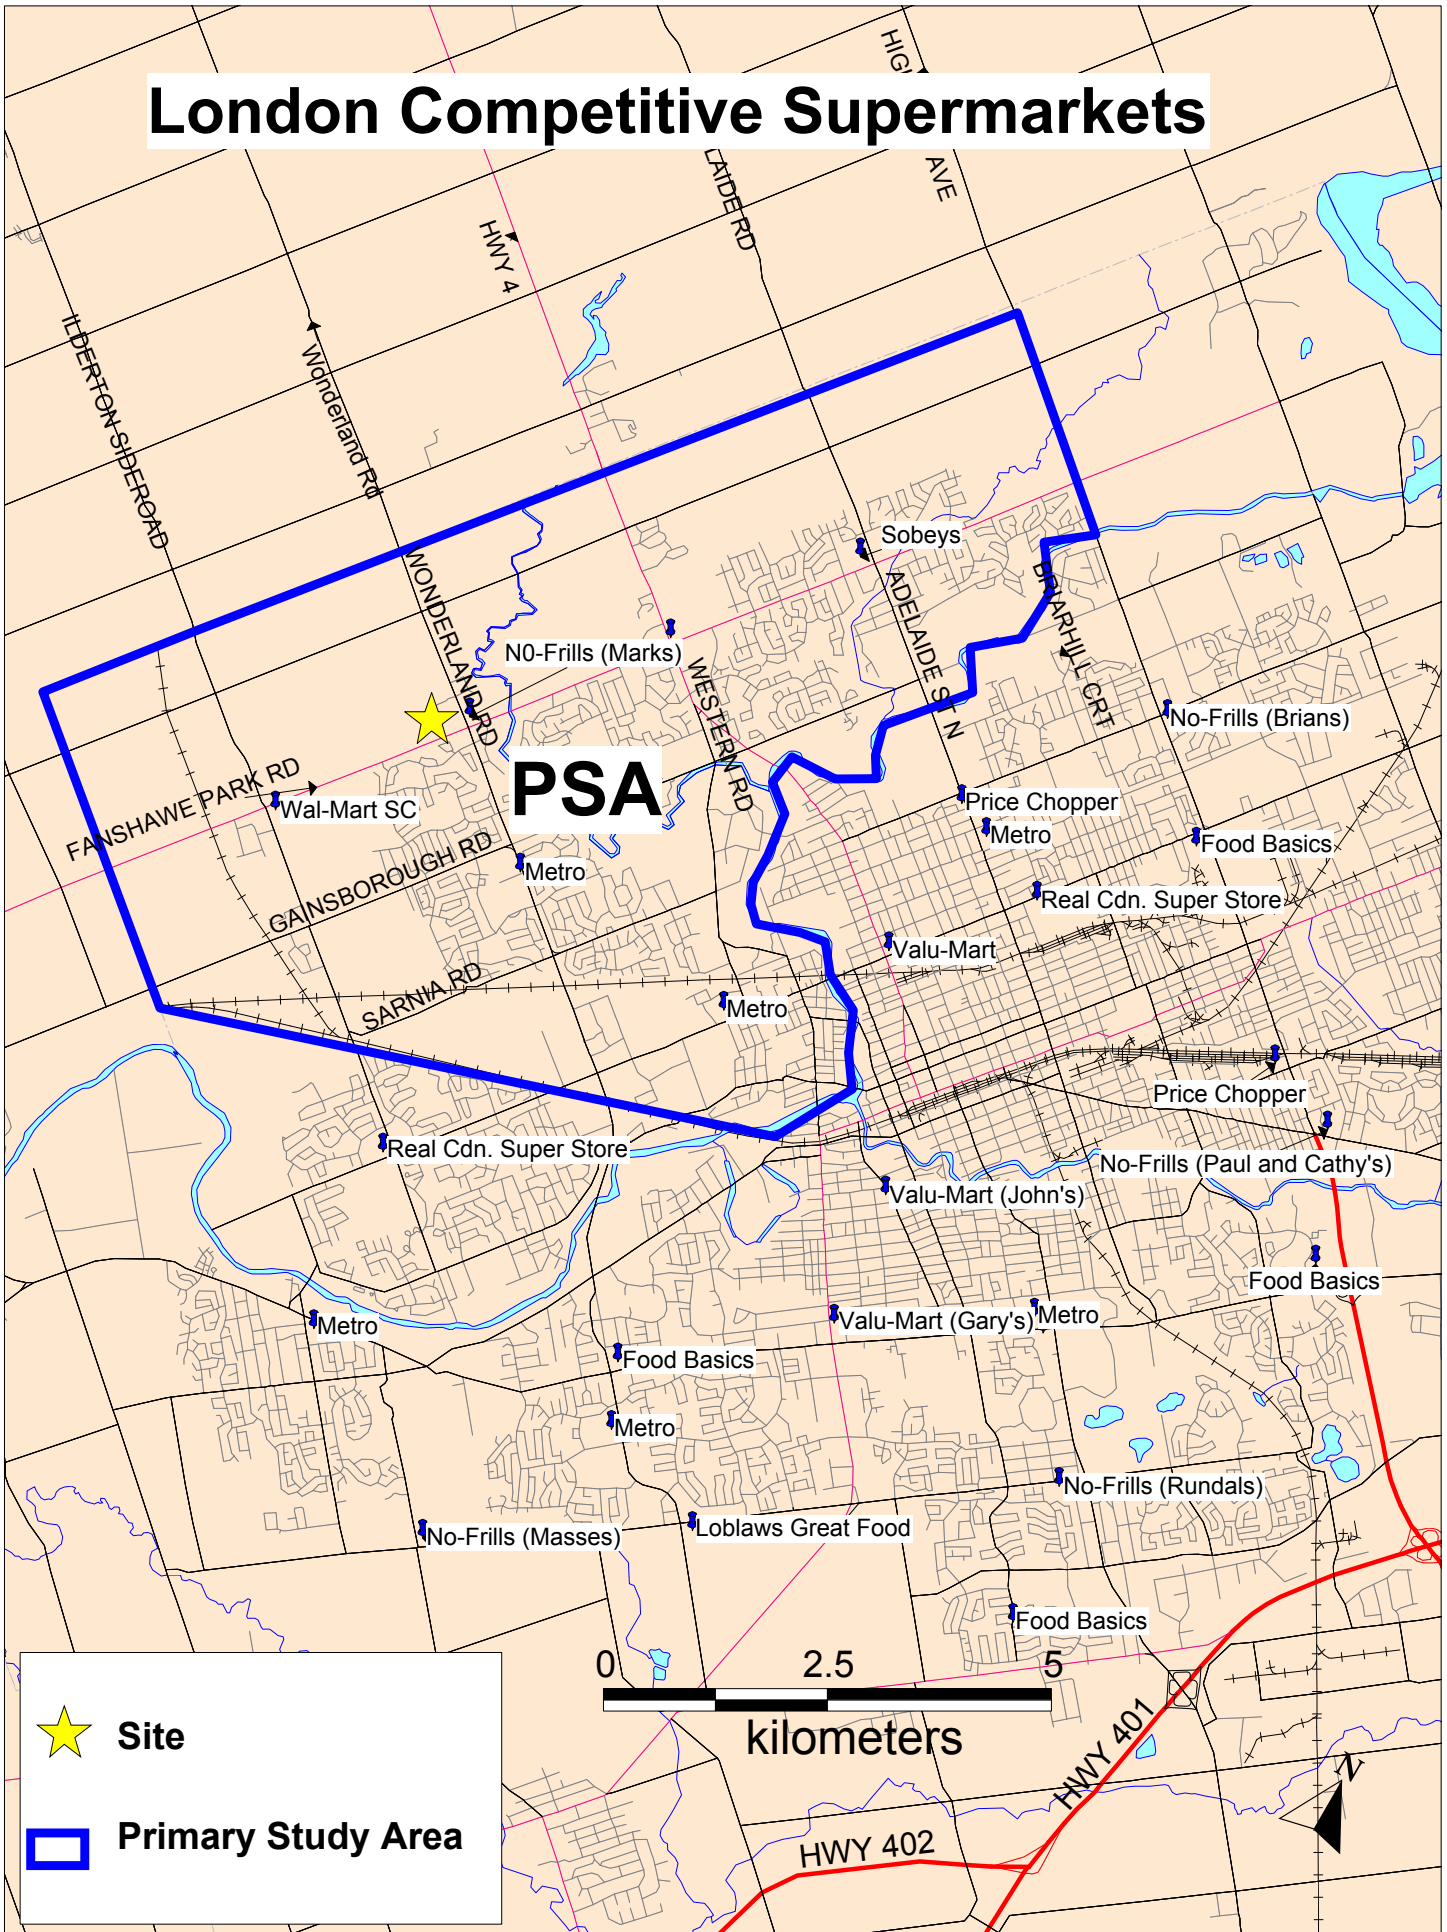 London Competitive Supermarkets
LAIDE RD
AVE
HWY 4
ILDERTON SIDEROAD
Wonderland Rd
Sobeys
WONDERLAND RD
ADELAIDE ST N
BRIARHILL CRT
N0-Frills (Marks)
WESTERN RD
No-Frills (Brians)
PSA
FANSHAWE PARK RD
Wal-Mart SC
Price Chopper
Metro
Food Basics
GAINSBOROUGH RD
Metro
Real Cdn. Super Store
Valu-Mart
SARNIA RD
Metro
Price Chopper
Real Cdn. Super Store
No-Frills (Paul and Cathy's)
Valu-Mart (John's)
Food Basics
Metro
Valu-Mart (Gary's)
Metro
Food Basics
Metro
No-Frills (Rundals)
No-Frills (Masses)
Loblaws Great Food
Food Basics
0 2.5 5
kilometers
HWY 401
HWY 402
N
Site
Primary Study Area